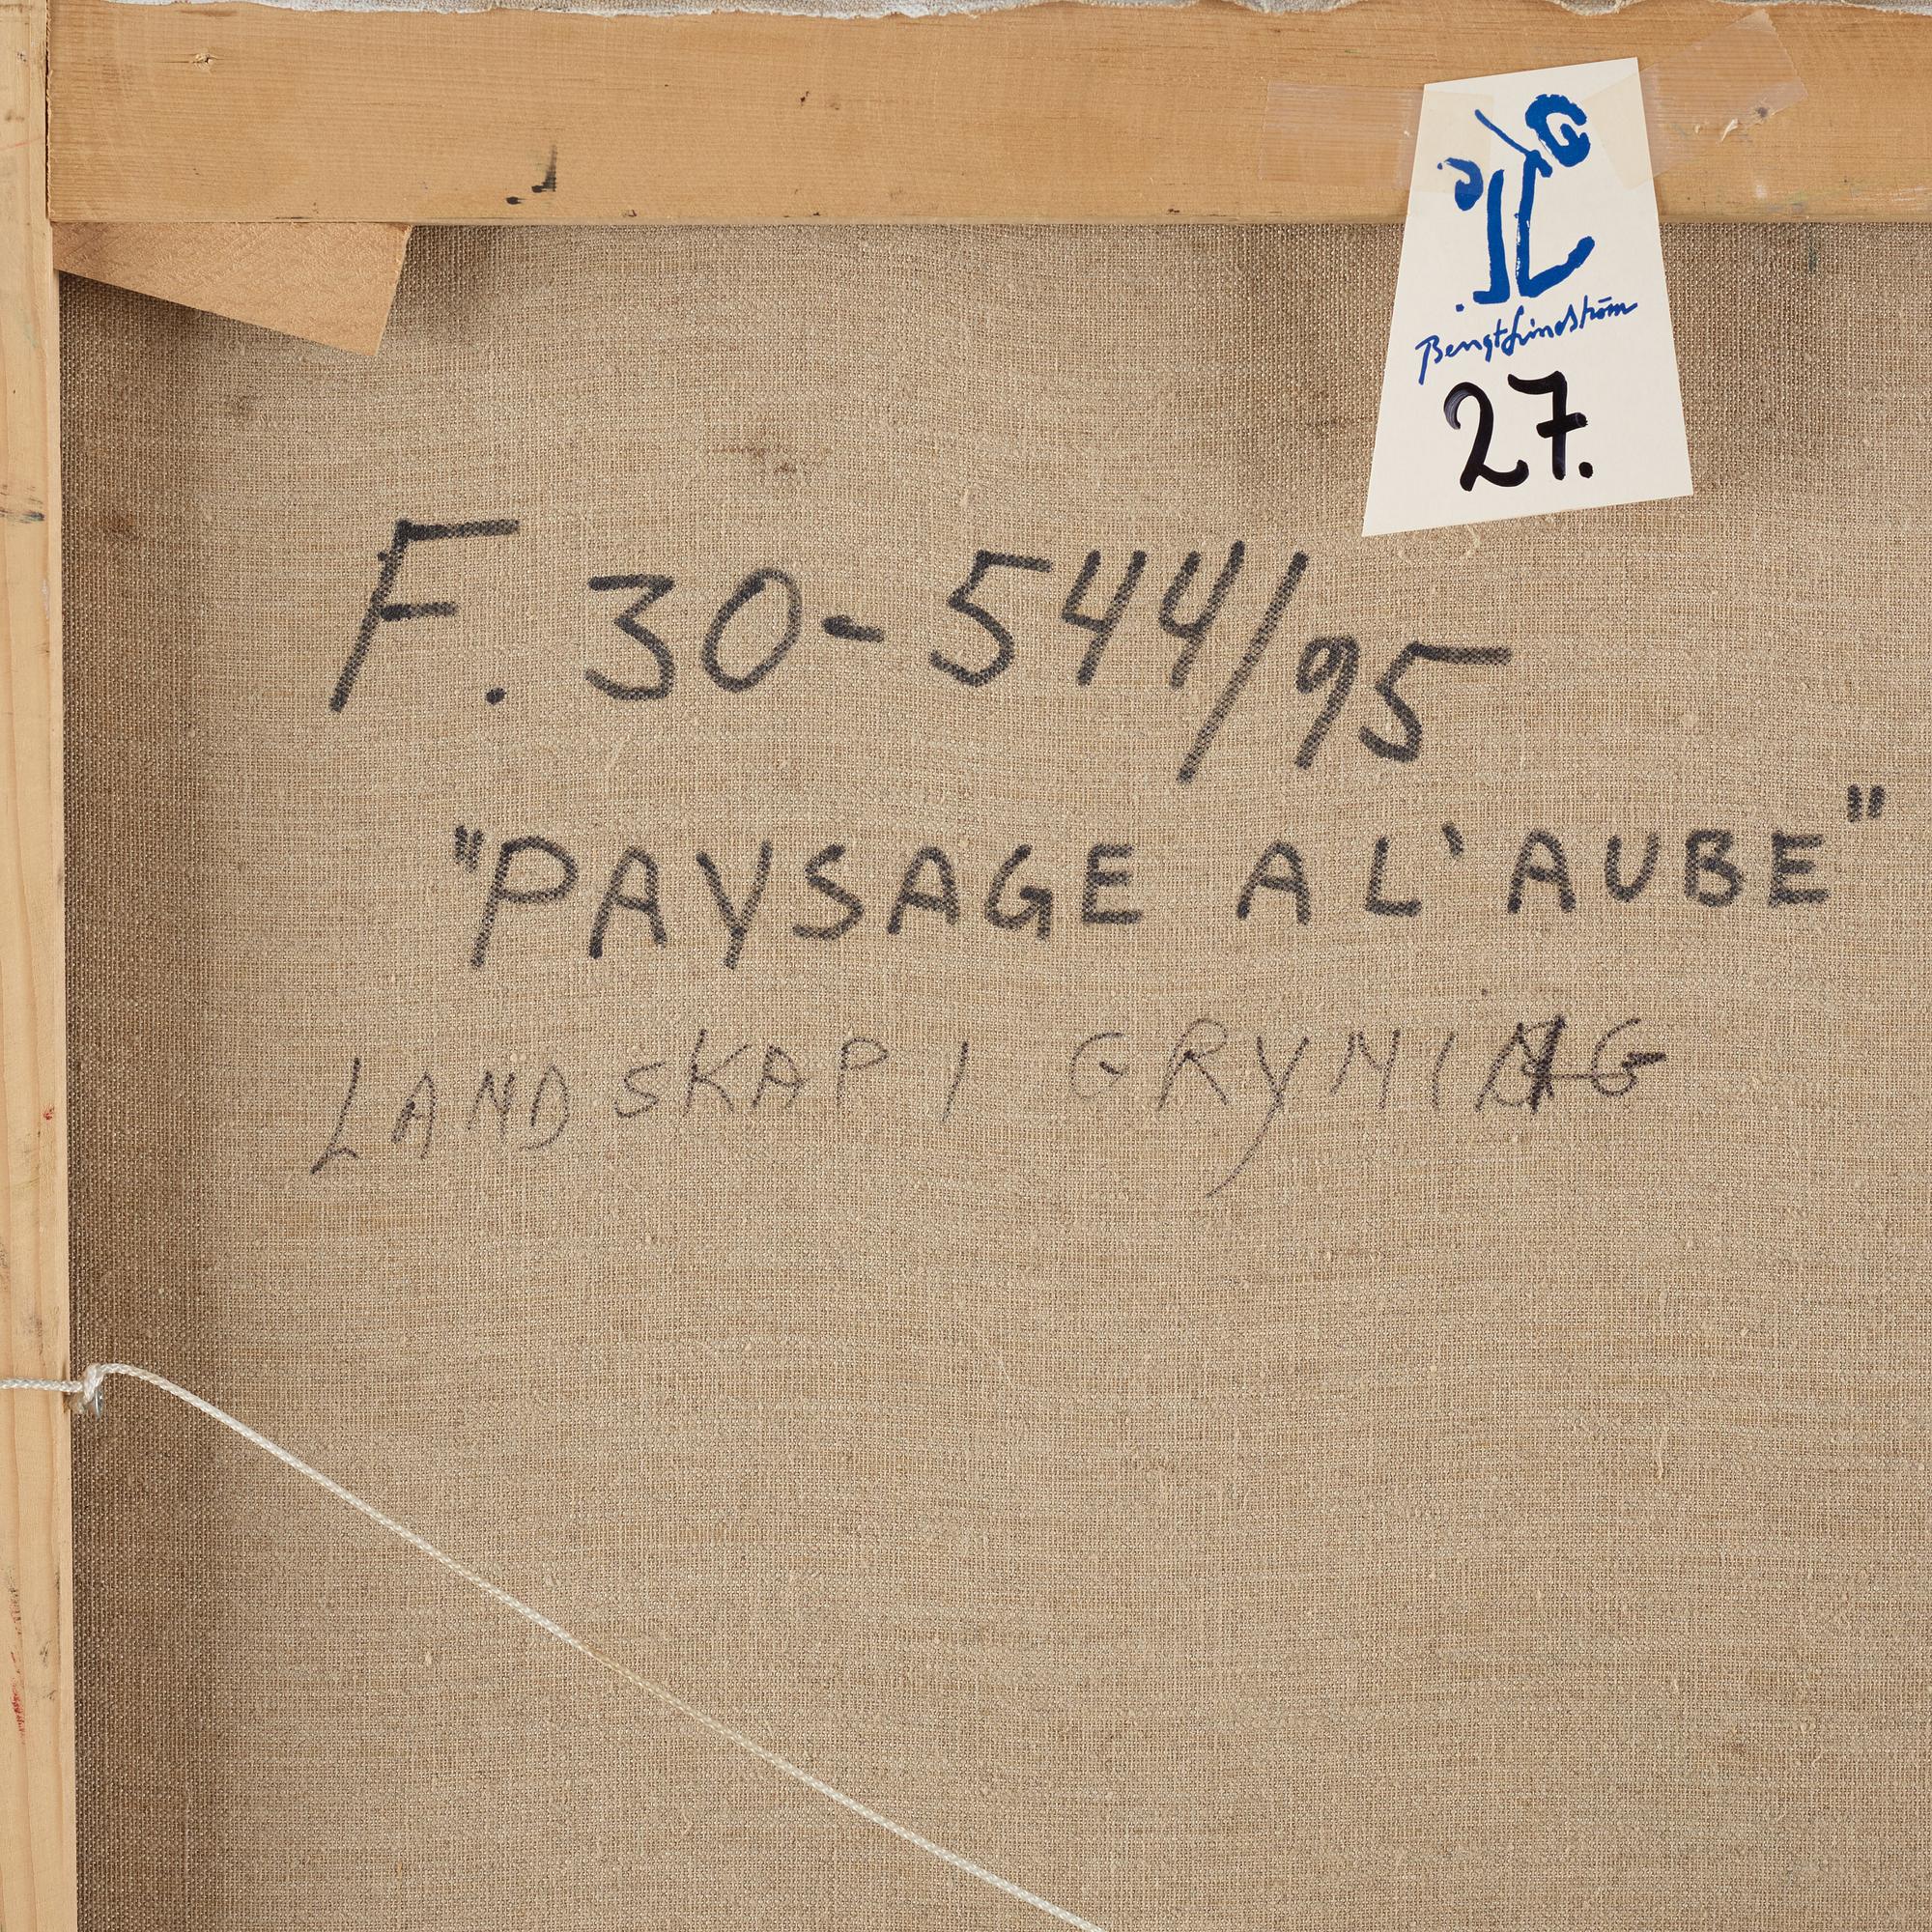 Bengt Lindström
27.
F. 30-544/95
"PAYSAGE A L'AUBE"
LANDSKAP I GRYNING